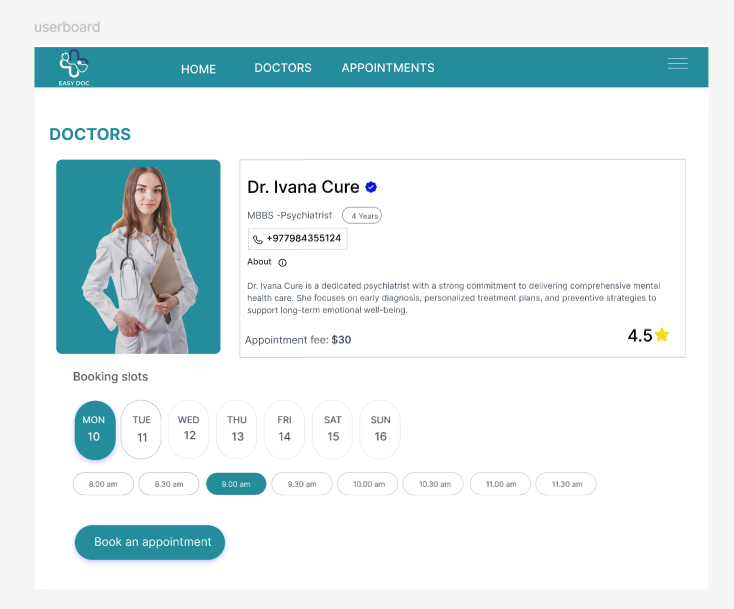 userboard
EASY DOC
HOME DOCTORS APPOINTMENTS
DOCTORS
Dr. Ivana Cure
MBBS -Psychiatrist 4 Years
+977984355124
About
Dr. Ivana Cure is a dedicated psychiatrist with a strong commitment to delivering comprehensive mental
health care. She focuses on early diagnosis, personalized treatment plans, and preventive strategies to
support long-term emotional well-being.
Appointment fee: $30
4.5
Booking slots
MON TUE WED THU FRI SAT SUN
10 11 12 13 14 15 16
8.00 am 8.30 am 9.00 am 9.30 am 10.00 am 10.30 am 11.00 am 11.30 am
Book an appointment